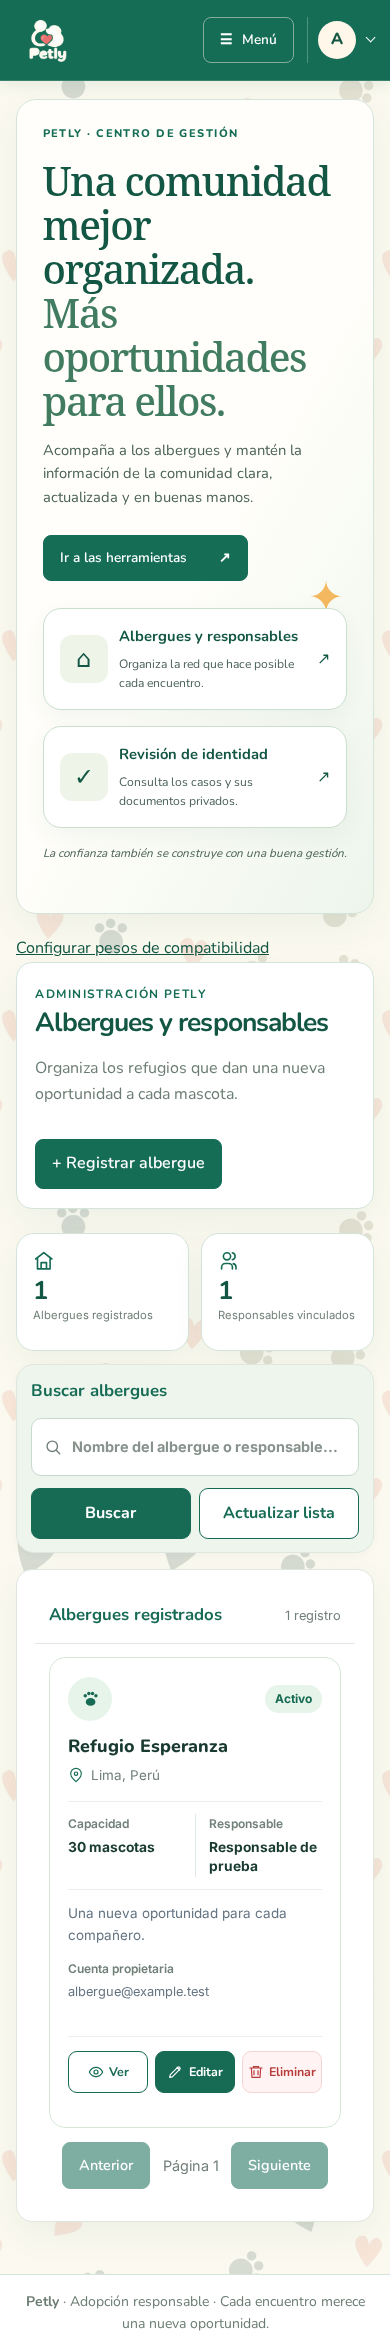 Petly
☰ Menú
A
PETLY · CENTRO DE GESTIÓN
Una comunidad
mejor
organizada.
Más
oportunidades
para ellos.
Acompaña a los albergues y mantén la
información de la comunidad clara,
actualizada y en buenas manos.
Ir a las herramientas ↗
Albergues y responsables
Organiza la red que hace posible
cada encuentro.
↗
Revisión de identidad
Consulta los casos y sus
documentos privados.
↗
La confianza también se construye con una buena gestión.
Configurar pesos de compatibilidad
ADMINISTRACIÓN PETLY
Albergues y responsables
Organiza los refugios que dan una nueva
oportunidad a cada mascota.
+ Registrar albergue
1
Albergues registrados
1
Responsables vinculados
Buscar albergues
Nombre del albergue o responsable...
Buscar
Actualizar lista
Albergues registrados
1 registro
Activo
Refugio Esperanza
Lima, Perú
Capacidad
30 mascotas
Responsable
Responsable de
prueba
Una nueva oportunidad para cada
compañero.
Cuenta propietaria
albergue@example.test
Ver
Editar
Eliminar
Anterior
Página 1
Siguiente
Petly · Adopción responsable · Cada encuentro merece
una nueva oportunidad.